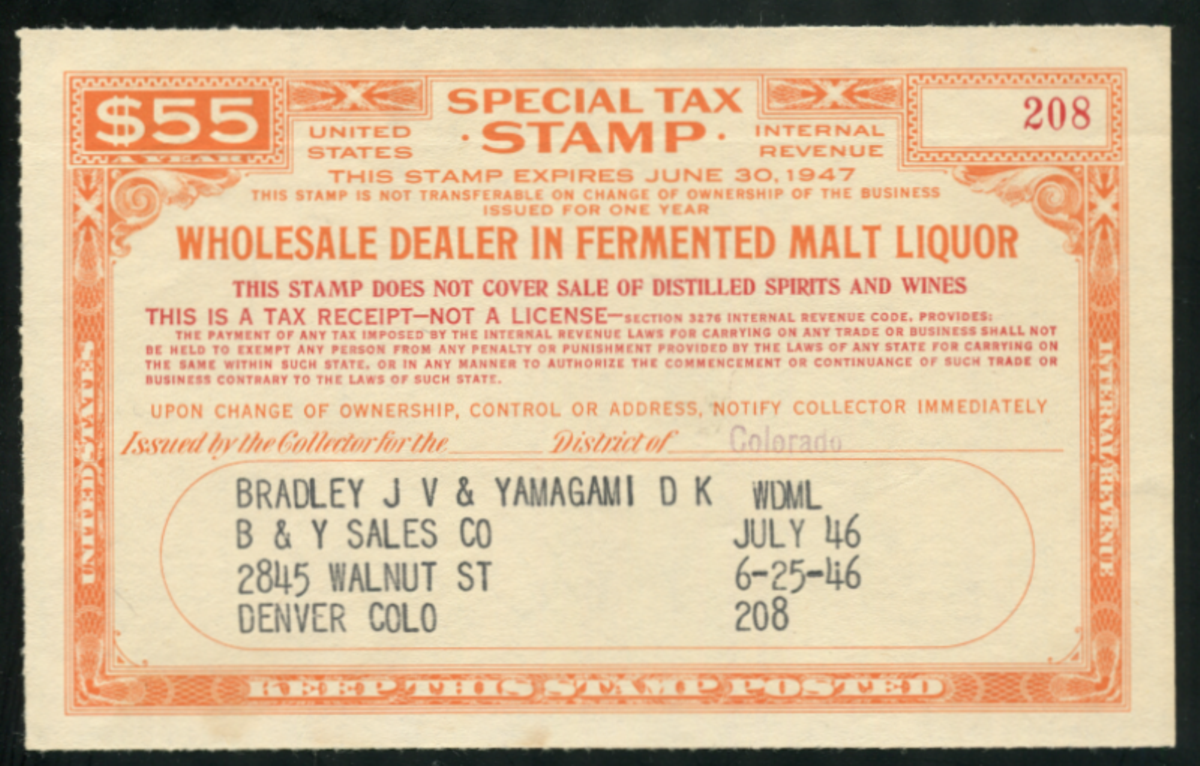 $55
A YEAR
SPECIAL TAX
· STAMP ·
UNITED
STATES
INTERNAL
REVENUE
208
THIS STAMP EXPIRES JUNE 30, 1947
THIS STAMP IS NOT TRANSFERABLE ON CHANGE OF OWNERSHIP OF THE BUSINESS
ISSUED FOR ONE YEAR
WHOLESALE DEALER IN FERMENTED MALT LIQUOR
THIS STAMP DOES NOT COVER SALE OF DISTILLED SPIRITS AND WINES
THIS IS A TAX RECEIPT—NOT A LICENSE—SECTION 3276 INTERNAL REVENUE CODE, PROVIDES:
THE PAYMENT OF ANY TAX IMPOSED BY THE INTERNAL REVENUE LAWS FOR CARRYING ON ANY TRADE OR BUSINESS SHALL NOT
BE HELD TO EXEMPT ANY PERSON FROM ANY PENALTY OR PUNISHMENT PROVIDED BY THE LAWS OF ANY STATE FOR CARRYING ON
THE SAME WITHIN SUCH STATE, OR IN ANY MANNER TO AUTHORIZE THE COMMENCEMENT OR CONTINUANCE OF SUCH TRADE OR
BUSINESS CONTRARY TO THE LAWS OF SUCH STATE.
UPON CHANGE OF OWNERSHIP, CONTROL OR ADDRESS, NOTIFY COLLECTOR IMMEDIATELY
Issued by the Collector for the District of Colorado
BRADLEY J V & YAMAGAMI D K WDML
B & Y SALES CO JULY 46
2845 WALNUT ST 6-25-46
DENVER COLO 208
UNITED STATES
INTERNAL REVENUE
KEEP THIS STAMP POSTED